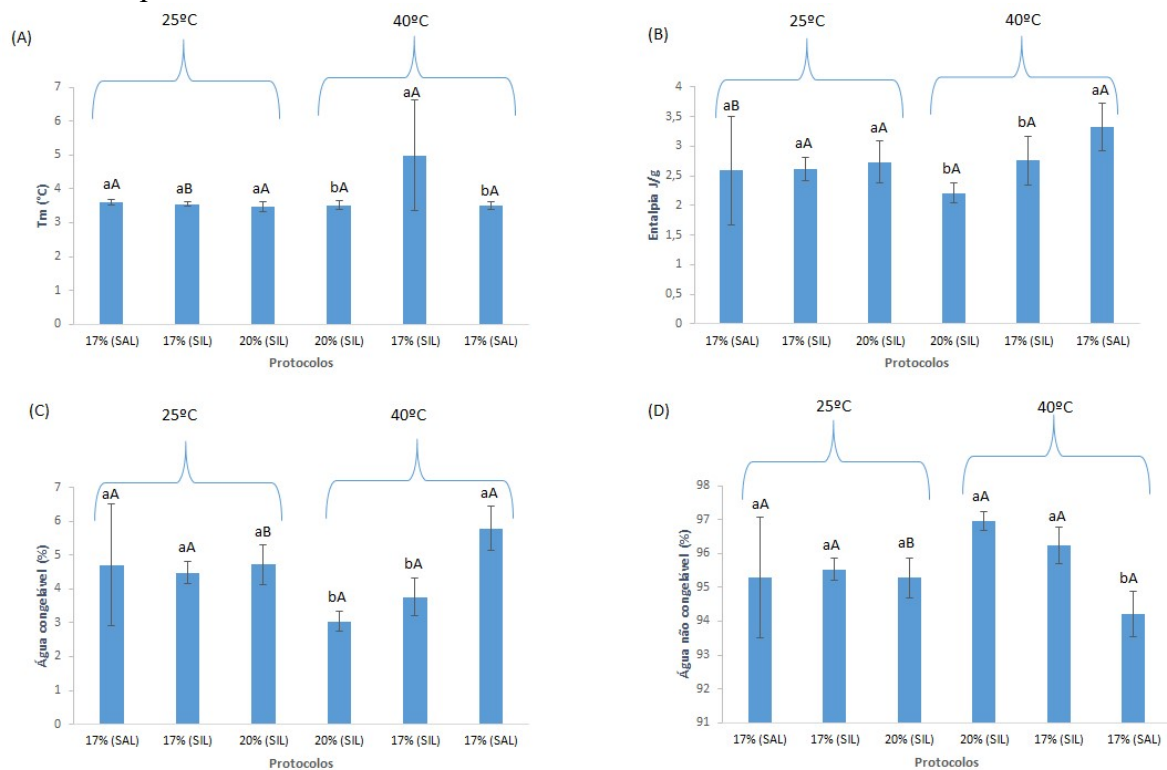 (A)
25ºC
40ºC
Tm (°C)
7
6
5
4
3
2
1
0
aA
aB
aA
bA
aA
bA
17% (SAL) 17% (SIL) 20% (SIL) 20% (SIL) 17% (SIL) 17% (SAL)
Protocolos
(B)
25ºC
40ºC
Entalpia J/g
4
3,5
3
2,5
2
1,5
1
0,5
0
aB
aA
aA
bA
bA
aA
17% (SAL) 17% (SIL) 20% (SIL) 20% (SIL) 17% (SIL) 17% (SAL)
Protocolos
(C)
25ºC
40ºC
Água congelável (%)
7
6
5
4
3
2
1
0
aA
aA
aB
bA
bA
aA
17% (SAL) 17% (SIL) 20% (SIL) 20% (SIL) 17% (SIL) 17% (SAL)
Protocolos
(D)
25ºC
40ºC
Água não congelável (%)
98
97
96
95
94
93
92
91
aA
aA
aB
aA
aA
bA
17% (SAL) 17% (SIL) 20% (SIL) 20% (SIL) 17% (SIL) 17% (SAL)
Protocolos